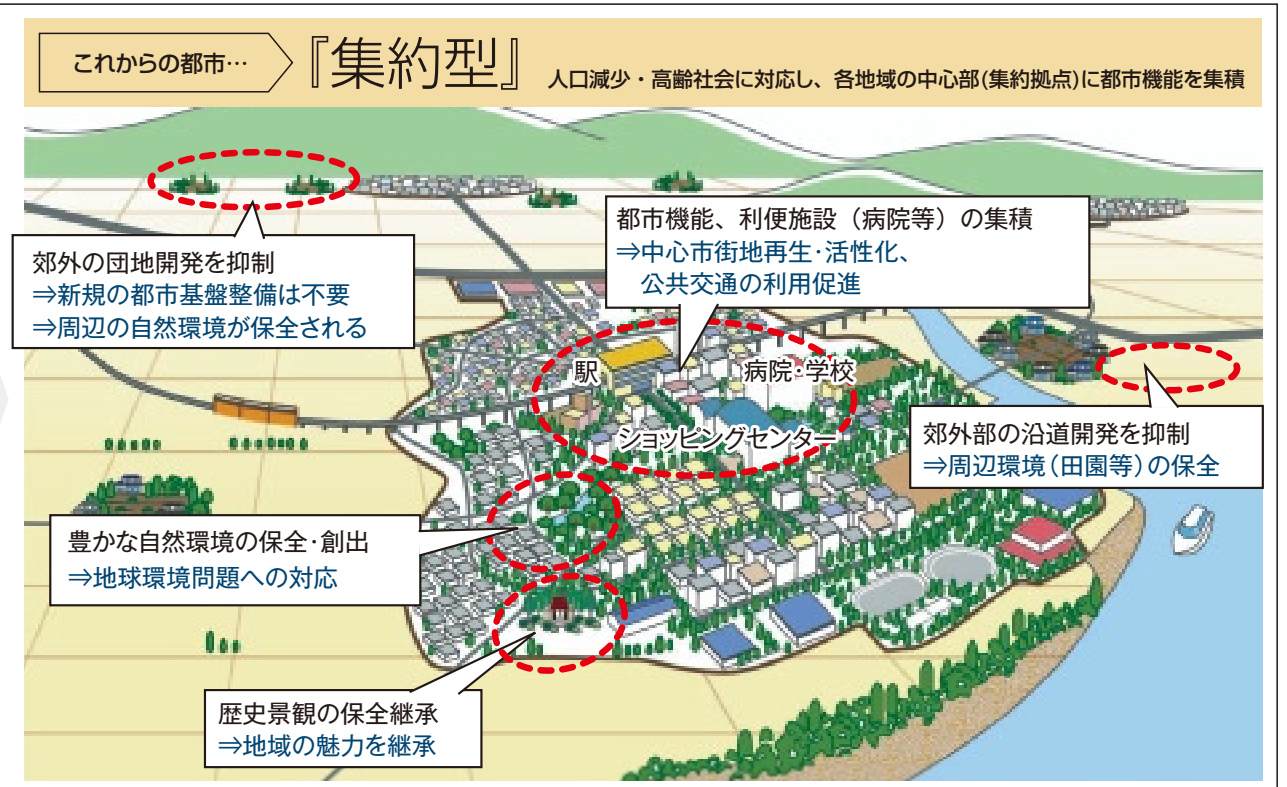 これからの都市…
『集約型』
人口減少・高齢社会に対応し、各地域の中心部(集約拠点)に都市機能を集積
都市機能、利便施設（病院等）の集積
⇒中心市街地再生・活性化、
公共交通の利用促進
郊外の団地開発を抑制
⇒新規の都市基盤整備は不要
⇒周辺の自然環境が保全される
駅
病院・学校
ショッピングセンター
郊外部の沿道開発を抑制
⇒周辺環境（田園等）の保全
豊かな自然環境の保全・創出
⇒地球環境問題への対応
歴史景観の保全継承
⇒地域の魅力を継承